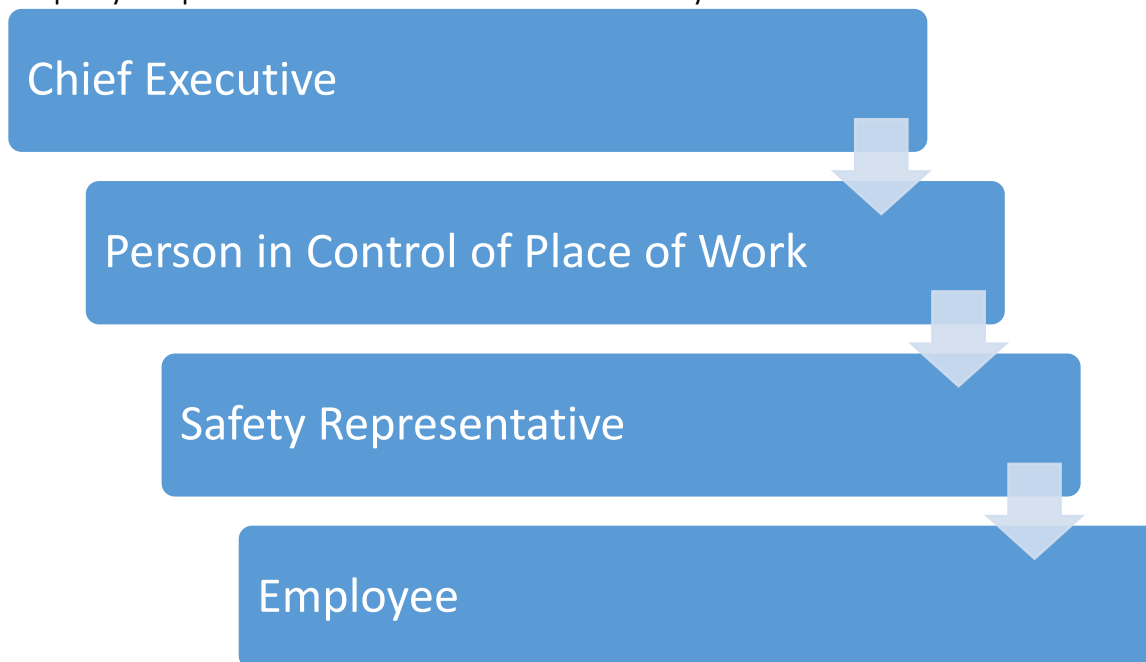 Chief Executive
Person in Control of Place of Work
Safety Representative
Employee